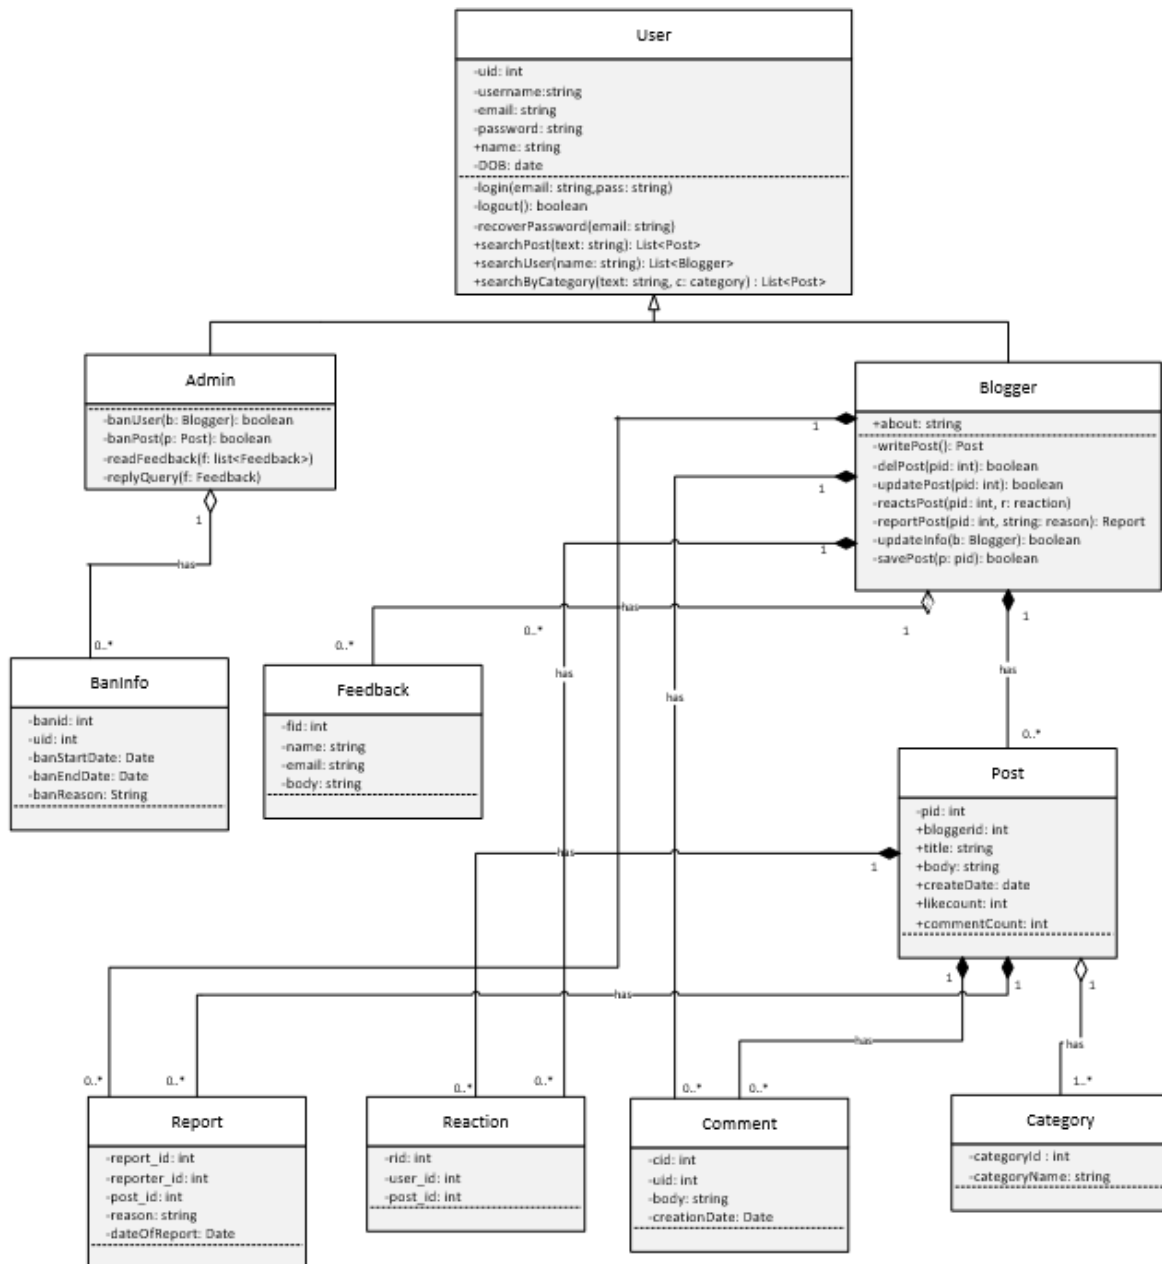 User
-uid: int
-username:string
-email: string
-password: string
+name: string
-DOB: date
-login(email: string,pass: string)
-logout(): boolean
-recoverPassword(email: string)
+searchPost(text: string): List<Post>
+searchUser(name: string): List<Blogger>
+searchByCategory(text: string, c: category) : List<Post>
Admin
-banUser(b: Blogger): boolean
-banPost(p: Post): boolean
-readFeedback(f: list<Feedback>)
-replyQuery(f: Feedback)
Blogger
+about: string
-writePost(): Post
-delPost(pid: int): boolean
-updatePost(pid: int): boolean
-reactsPost(pid: int, r: reaction)
-reportPost(pid: int, string: reason): Report
-updateInfo(b: Blogger): boolean
-savePost(p: pid): boolean
1
1
1
1
has
has
1
1
0..*
0..*
0..*
has
has
has
0..*
BanInfo
-banid: int
-uid: int
-banStartDate: Date
-banEndDate: Date
-banReason: String
Feedback
-fid: int
-name: string
-email: string
-body: string
Post
-pid: int
+bloggerid: int
+title: string
+body: string
+createDate: date
+likecount: int
+commentCount: int
has
1
1
1
1
has
has
has
0..*
0..*
0..*
0..*
0..*
0..*
1..*
Report
-report_id: int
-reporter_id: int
-post_id: int
-reason: string
-dateOfReport: Date
Reaction
-rid: int
-user_id: int
-post_id: int
Comment
-cid: int
-uid: int
-body: string
-creationDate: Date
Category
-categoryId : int
-categoryName: string